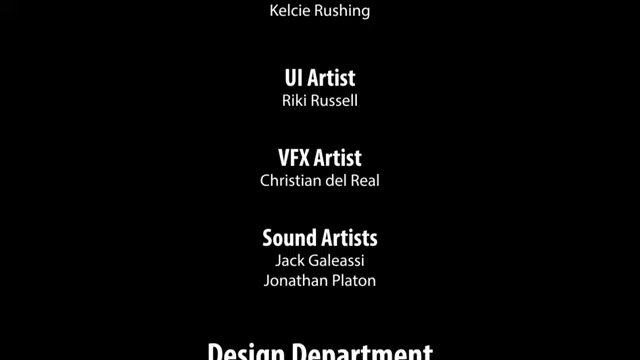 Kelcie Rushing
UI Artist
Riki Russell
VFX Artist
Christian del Real
Sound Artists
Jack Galeassi
Jonathan Platon
Design Department